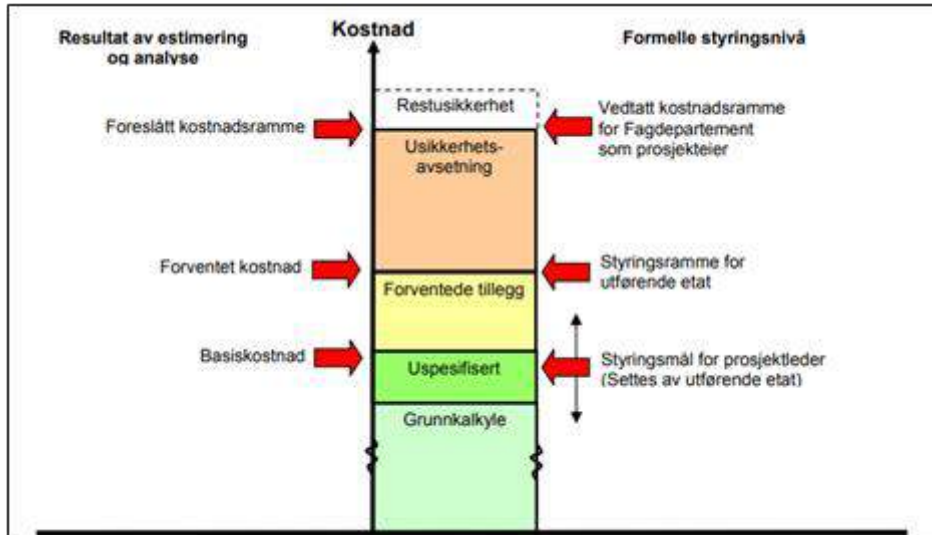 Resultat av estimering
og analyse
Kostnad
Formelle styringsnivå
Restusikkerhet
Foreslått kostnadsramme
Vedtatt kostnadsramme
for Fagdepartement
som prosjekteier
Usikkerhets-
avsetning
Forventet kostnad
Styringsramme for
utførende etat
Forventede tillegg
Basiskostnad
Uspesifisert
Styringsmål for prosjektleder
(Settes av utførende etat)
Grunnkalkyle